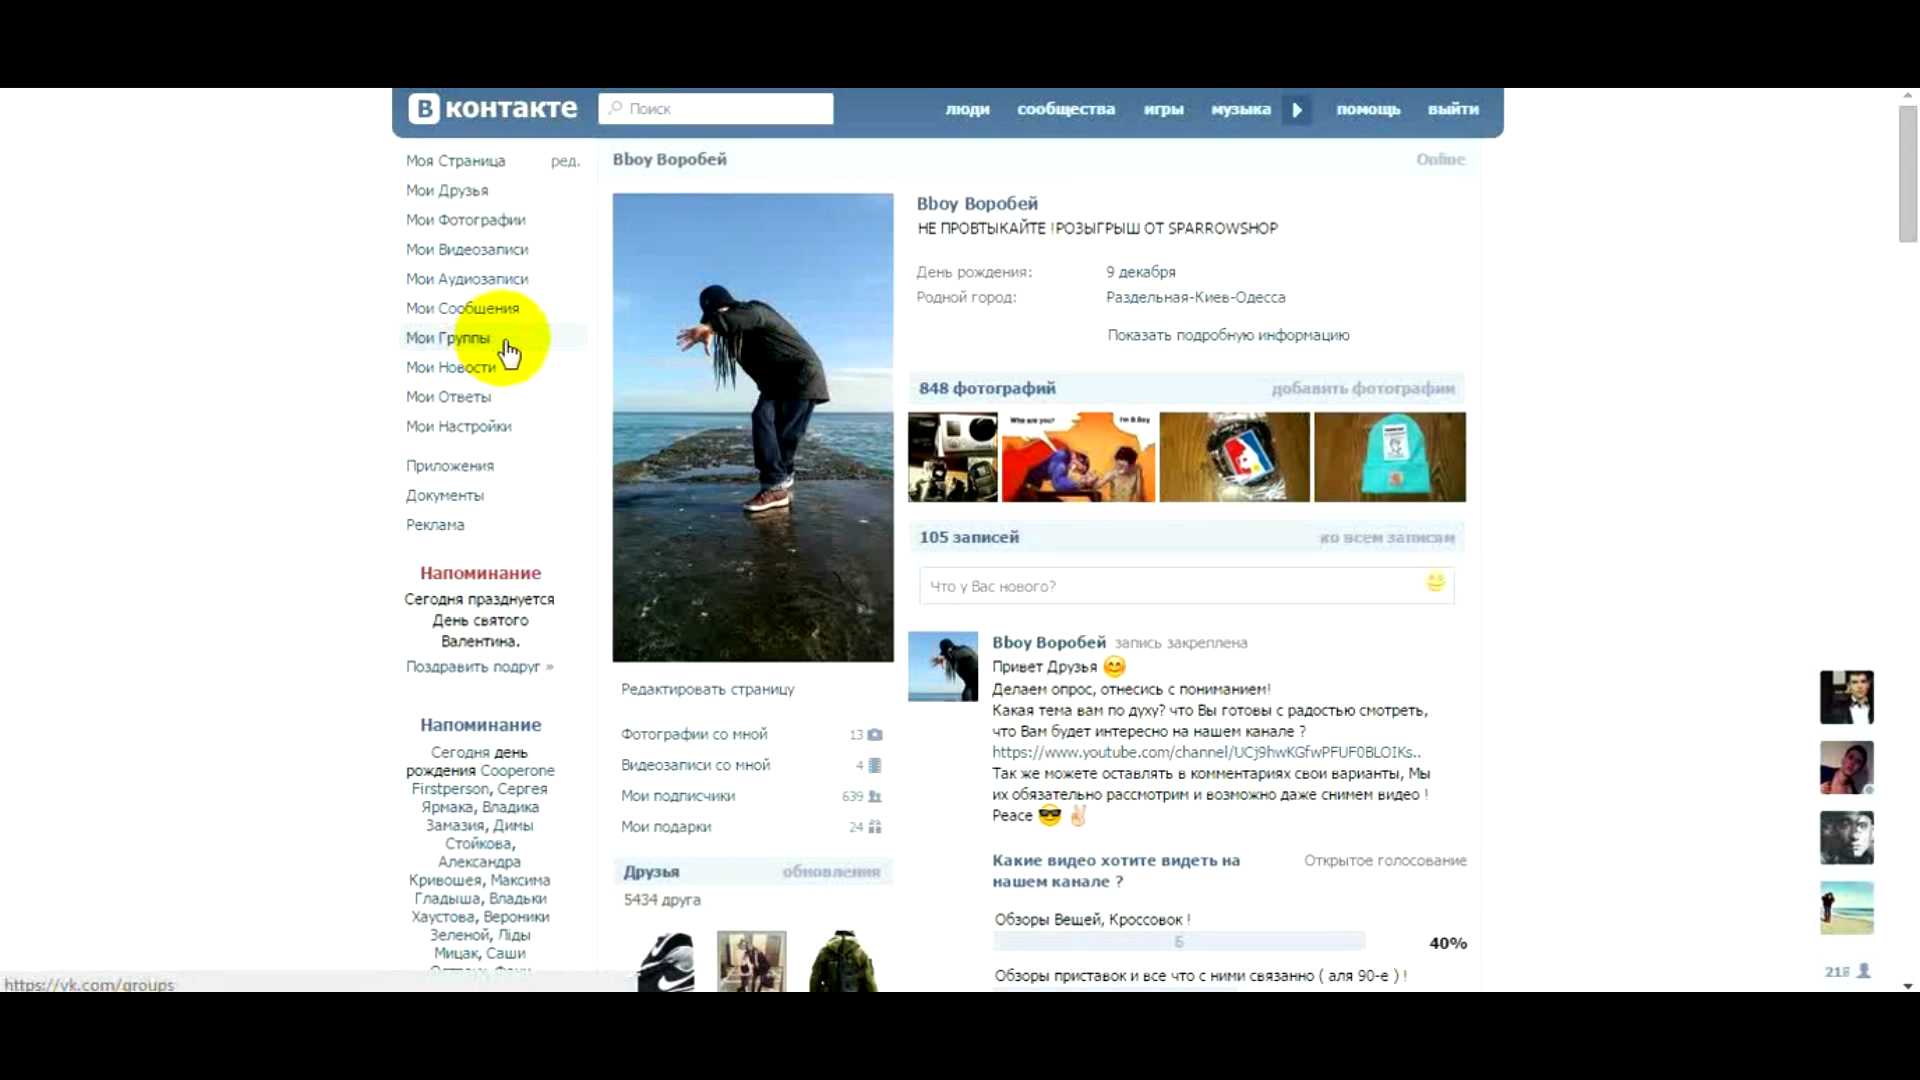 В контакте
Поиск
люди сообщества игры музыка помощь выйти
Моя Страница ред.
Мои Друзья
Мои Фотографии
Мои Видеозаписи
Мои Аудиозаписи
Мои Сообщения
Мои Группы
Мои Новости
Мои Ответы
Мои Настройки
Приложения
Документы
Реклама
Напоминание
Сегодня празднуется
День святого
Валентина.
Поздравить подруг »
Напоминание
Сегодня день
рождения Cooperone
Firstperson, Сергея
Ярмака, Владика
Замазия, Димы
Стойкова,
Александра
Кривошея, Максима
Гладыша, Владьки
Хаустова, Вероники
Зеленой, Ліды
Мицак, Саши
https://vk.com/groups
Bboy Воробей Online
Редактировать страницу
Фотографии со мной 13
Видеозаписи со мной 4
Мои подписчики 639
Мои подарки 24
Друзья обновления
5434 друга
Bboy Воробей
НЕ ПРОВТЫКАЙТЕ !РОЗЫГРЫШ ОТ SPARROWSHOP
День рождения: 9 декабря
Родной город: Раздельная-Киев-Одесса
Показать подробную информацию
848 фотографий добавить фотографии
Who are you? I'm B.Boy
105 записей ко всем записям
Что у Вас нового?
Bboy Воробей запись закреплена
Привет Друзья 😊
Делаем опрос, отнесись с пониманием!
Какая тема вам по духу? что Вы готовы с радостью смотреть,
что Вам будет интересно на нашем канале ?
https://www.youtube.com/channel/UCj9hwKGfwPFUF0BLOIKs..
Так же можете оставлять в комментариях свои варианты, Мы
их обязательно рассмотрим и возможно даже снимем видео !
Peace 😎 ✌
Какие видео хотите видеть на Открытое голосование
нашем канале ?
Обзоры Вещей, Кроссовок !
6 40%
Обзоры приставок и все что с ними связанно ( аля 90-е ) !